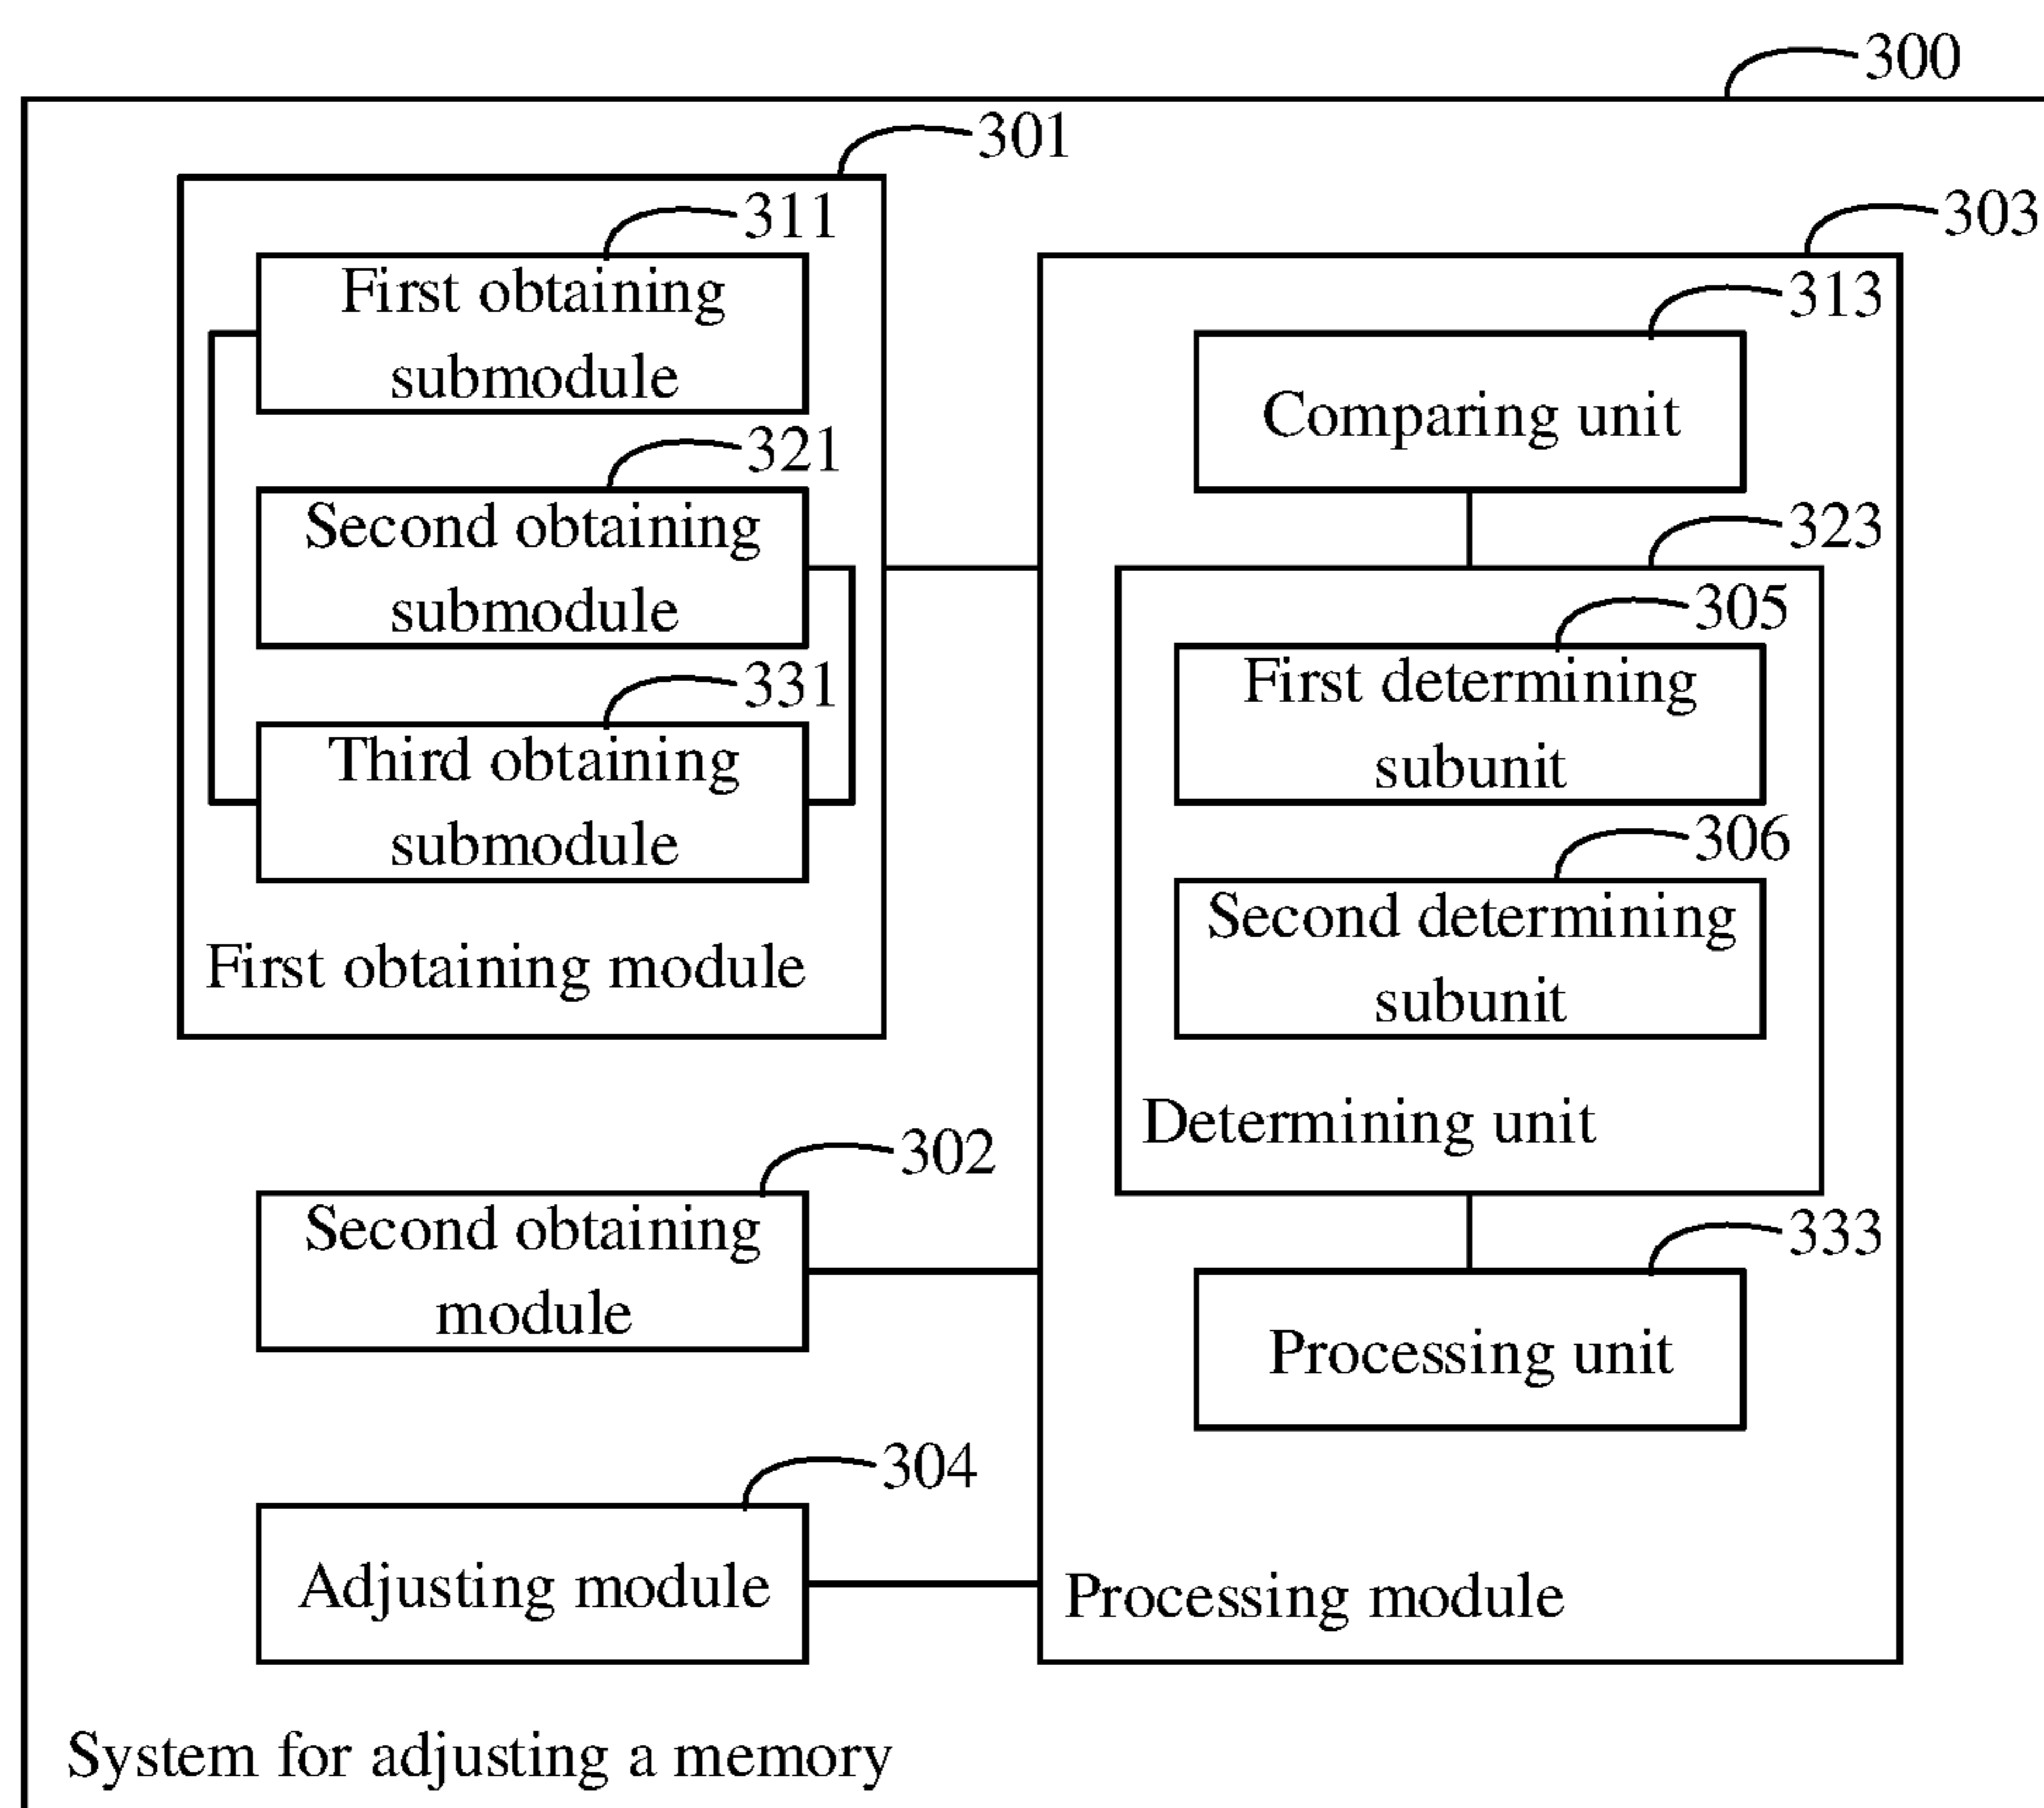 300
301
311
First obtaining
submodule
321
Second obtaining
submodule
331
Third obtaining
submodule
First obtaining module
302
Second obtaining
module
304
Adjusting module
303
313
Comparing unit
323
305
First determining
subunit
306
Second determining
subunit
Determining unit
333
Processing unit
Processing module
System for adjusting a memory